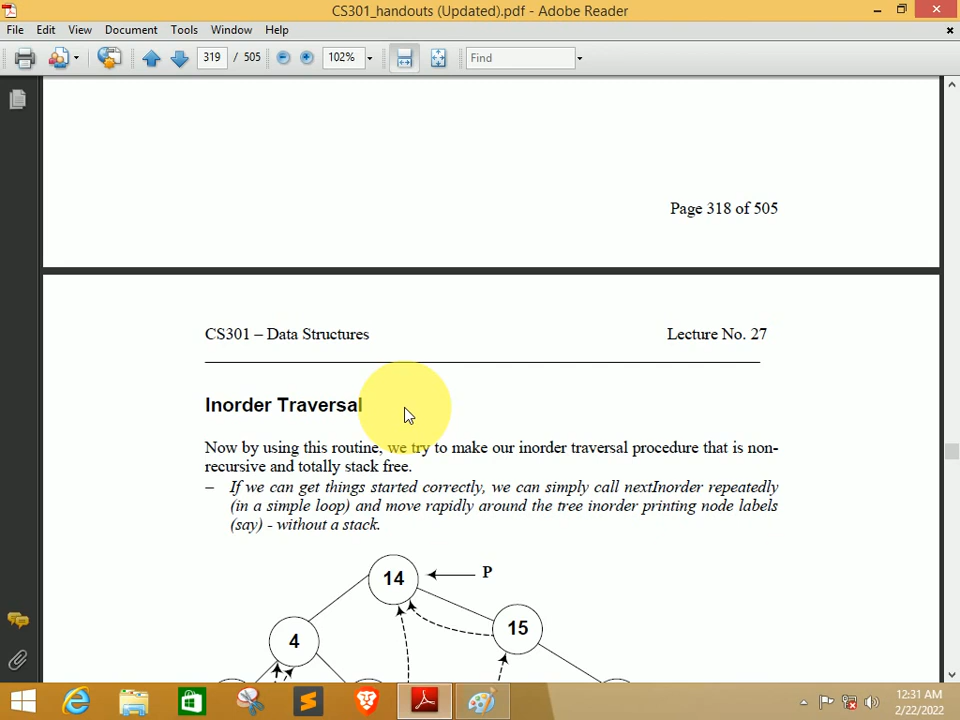 CS301_handouts (Updated).pdf - Adobe Reader
File Edit View Document Tools Window Help
319 / 505 102% Find
Page 318 of 505
CS301 – Data Structures Lecture No. 27
Inorder Traversal
Now by using this routine, we try to make our inorder traversal procedure that is non-
recursive and totally stack free.
– If we can get things started correctly, we can simply call nextInorder repeatedly
(in a simple loop) and move rapidly around the tree inorder printing node labels
(say) - without a stack.
14 P
15
4
12:31 AM
2/22/2022